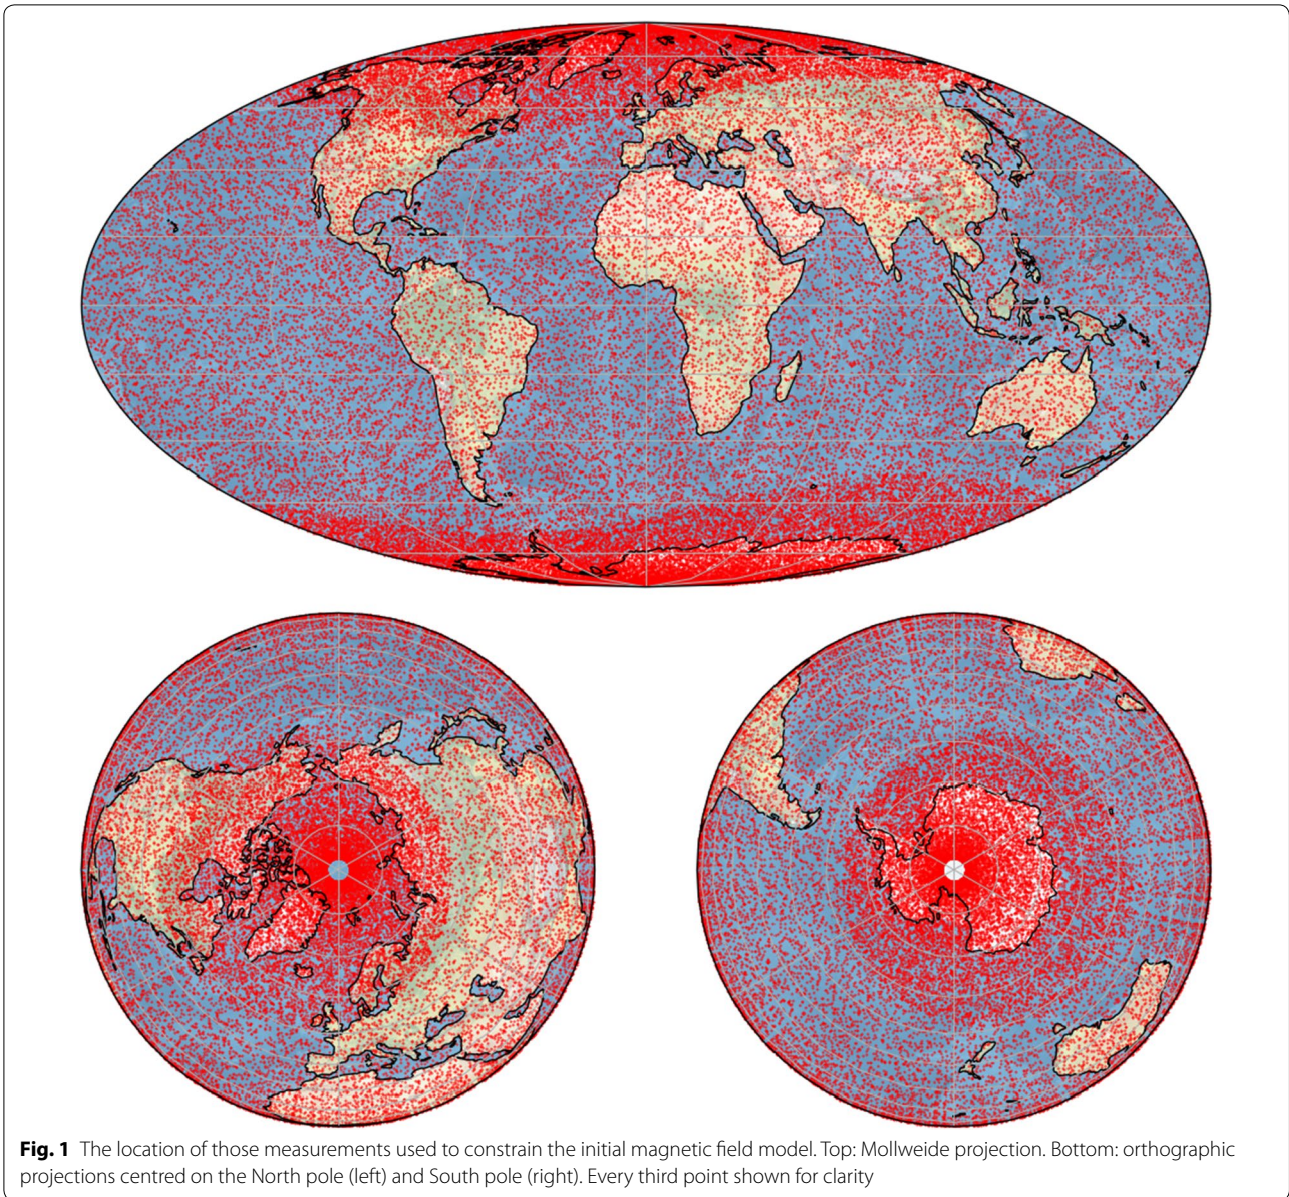 Fig. 1 The location of those measurements used to constrain the initial magnetic field model. Top: Mollweide projection. Bottom: orthographic
projections centred on the North pole (left) and South pole (right). Every third point shown for clarity